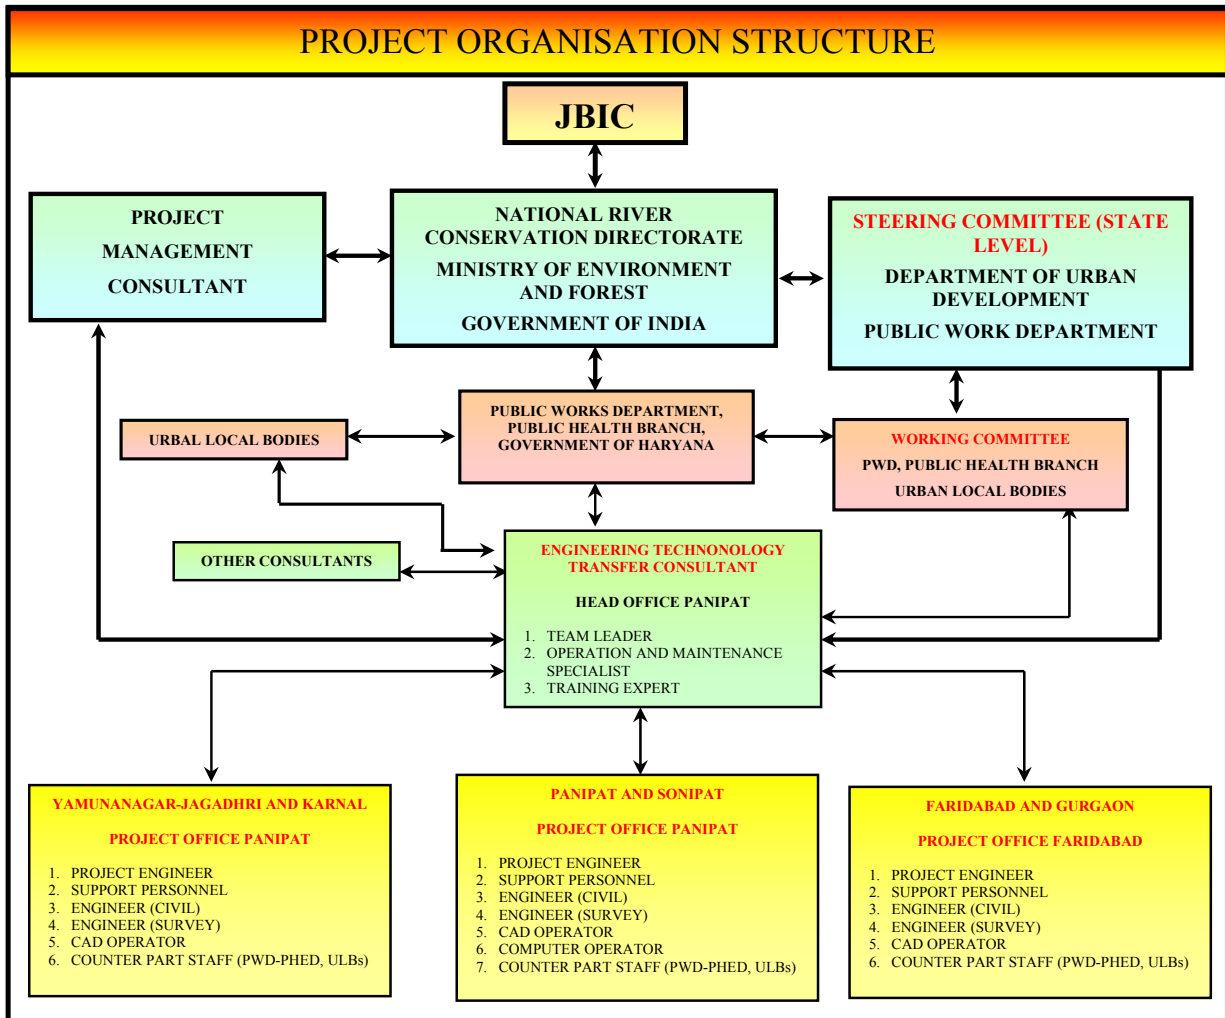 PROJECT ORGANISATION STRUCTURE
JBIC
PROJECT
MANAGEMENT
CONSULTANT
NATIONAL RIVER
CONSERVATION DIRECTORATE
MINISTRY OF ENVIRONMENT
AND FOREST
GOVERNMENT OF INDIA
STEERING COMMITTEE (STATE
LEVEL)
DEPARTMENT OF URBAN
DEVELOPMENT
PUBLIC WORK DEPARTMENT
URBAL LOCAL BODIES
PUBLIC WORKS DEPARTMENT,
PUBLIC HEALTH BRANCH,
GOVERNMENT OF HARYANA
WORKING COMMITTEE
PWD, PUBLIC HEALTH BRANCH
URBAN LOCAL BODIES
OTHER CONSULTANTS
ENGINEERING TECHNONOLOGY
TRANSFER CONSULTANT
HEAD OFFICE PANIPAT
1. TEAM LEADER
2. OPERATION AND MAINTENANCE
SPECIALIST
3. TRAINING EXPERT
YAMUNANAGAR-JAGADHRI AND KARNAL
PROJECT OFFICE PANIPAT
1. PROJECT ENGINEER
2. SUPPORT PERSONNEL
3. ENGINEER (CIVIL)
4. ENGINEER (SURVEY)
5. CAD OPERATOR
6. COUNTER PART STAFF (PWD-PHED, ULBs)
PANIPAT AND SONIPAT
PROJECT OFFICE PANIPAT
1. PROJECT ENGINEER
2. SUPPORT PERSONNEL
3. ENGINEER (CIVIL)
4. ENGINEER (SURVEY)
5. CAD OPERATOR
6. COMPUTER OPERATOR
7. COUNTER PART STAFF (PWD-PHED, ULBs)
FARIDABAD AND GURGAON
PROJECT OFFICE FARIDABAD
1. PROJECT ENGINEER
2. SUPPORT PERSONNEL
3. ENGINEER (CIVIL)
4. ENGINEER (SURVEY)
5. CAD OPERATOR
6. COUNTER PART STAFF (PWD-PHED, ULBs)